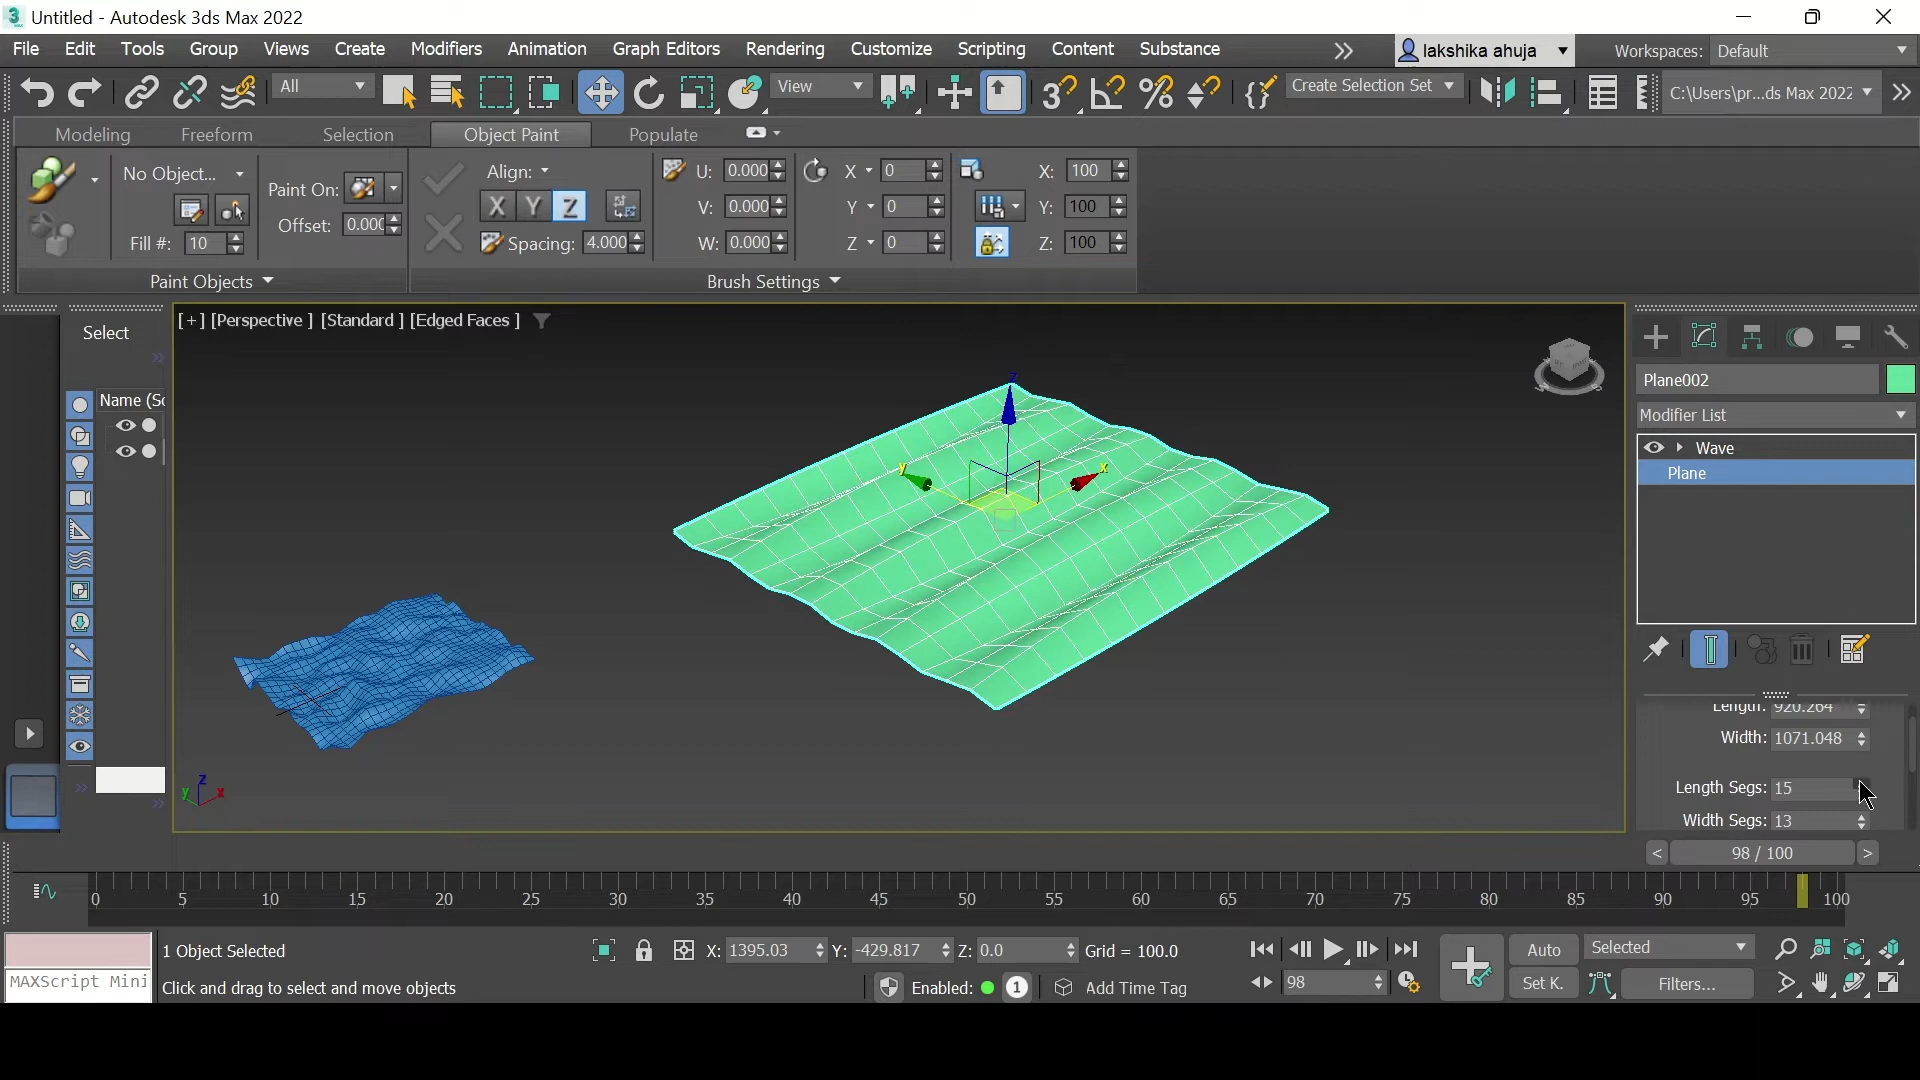 Untitled - Autodesk 3ds Max 2022
File Edit Tools Group Views Create Modifiers Animation Graph Editors Rendering Customize Scripting Content Substance lakshika ahuja Workspaces: Default
All View Create Selection Set C:\Users\pr...ds Max 2022
Modeling Freeform Selection Object Paint Populate
No Object... Paint On: Align: U: 0.000 X 0 X: 100
X Y Z V: 0.000 Y 0 Y: 100
Offset: 0.000
Fill #: 10 Spacing: 4.000 W: 0.000 Z 0 Z: 100
Paint Objects Brush Settings
Select
Name (Sc
[+] [Perspective ] [Standard ] [Edged Faces ]
z
y
x
z
y
x
Plane002
Modifier List
Wave
Plane
Length: 920.264
Width: 1071.048
Length Segs: 15
Width Segs: 13
< 98 / 100 >
0 5 10 15 20 25 30 35 40 45 50 55 60 65 70 75 80 85 90 95 100
1 Object Selected X: 1395.03 Y: -429.817 Z: 0.0 Grid = 100.0 Auto Selected
MAXScript Mini Click and drag to select and move objects Enabled: 1 Add Time Tag 98 Set K. Filters...